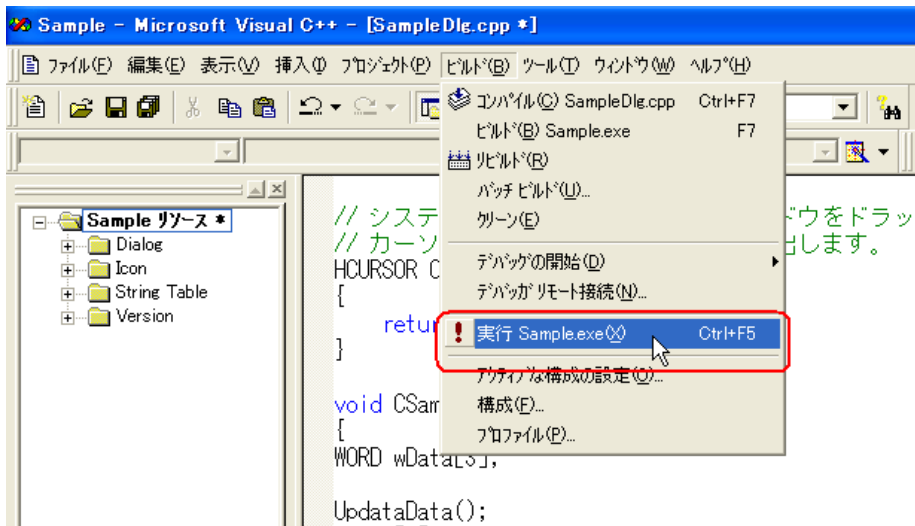 Sample - Microsoft Visual C++ - [SampleDlg.cpp *]
ファイル(F) 編集(E) 表示(V) 挿入(I) プロジェクト(P) ビルド(B) ツール(T) ウィンドウ(W) ヘルプ(H)
コンパイル(C) SampleDlg.cpp Ctrl+F7
ビルド(B) Sample.exe F7
リビルド(R)
バッチ ビルド(U)...
クリーン(E)
デバッグの開始(D)
デバッガ リモート接続(N)...
実行 Sample.exe(X) Ctrl+F5
アクティブな構成の設定(O)...
構成(F)...
プロファイル(P)...
Sample リソース *
Dialog
Icon
String Table
Version
// システ ウをドラッ
// カーソ 出します。
HCURSOR C
{
retur
}
void CSam
{
WORD wData[3];
UpdataData();